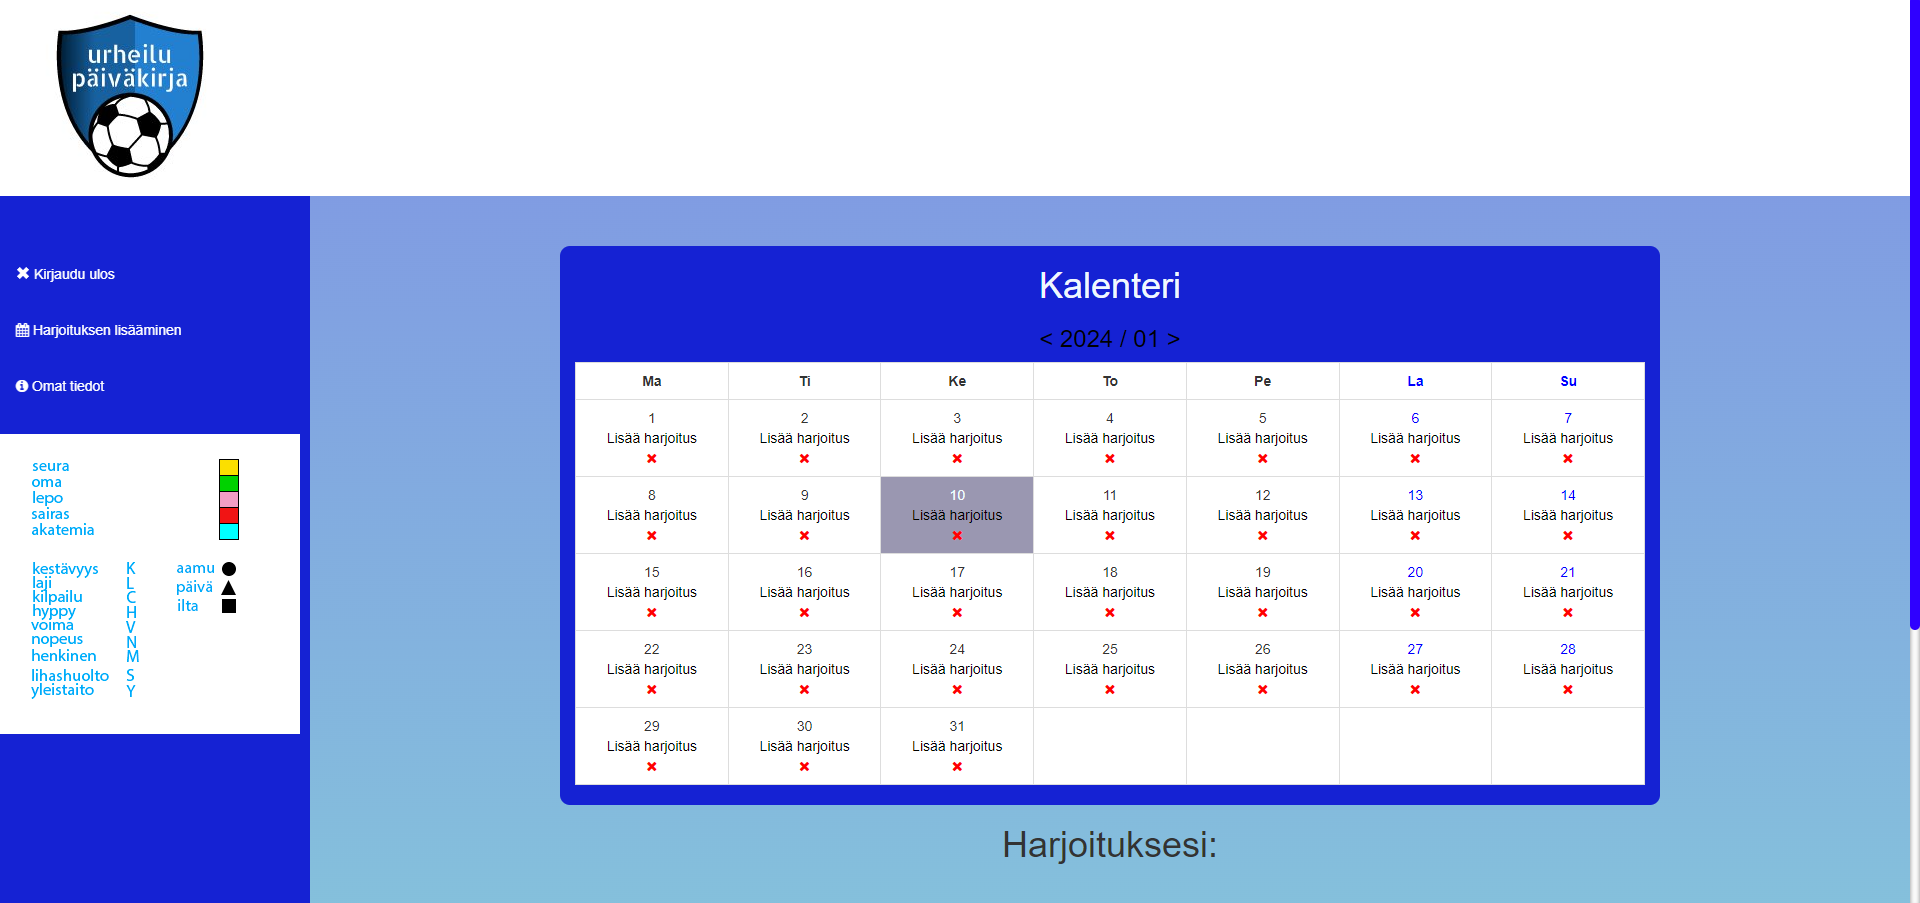 urheilu
päiväkirja
Kirjaudu ulos
Harjoituksen lisääminen
Omat tiedot
seura
oma
lepo
sairas
akatemia
kestävyys K
laji L
kilpailu C
hyppy H
voima V
nopeus N
henkinen M
lihashuolto S
yleistaito Y
aamu
päivä
ilta
Kalenteri
< 2024 / 01 >
Ma Ti Ke To Pe La Su
1 2 3 4 5 6 7
Lisää harjoitus Lisää harjoitus Lisää harjoitus Lisää harjoitus Lisää harjoitus Lisää harjoitus Lisää harjoitus
8 9 10 11 12 13 14
Lisää harjoitus Lisää harjoitus Lisää harjoitus Lisää harjoitus Lisää harjoitus Lisää harjoitus Lisää harjoitus
15 16 17 18 19 20 21
Lisää harjoitus Lisää harjoitus Lisää harjoitus Lisää harjoitus Lisää harjoitus Lisää harjoitus Lisää harjoitus
22 23 24 25 26 27 28
Lisää harjoitus Lisää harjoitus Lisää harjoitus Lisää harjoitus Lisää harjoitus Lisää harjoitus Lisää harjoitus
29 30 31
Lisää harjoitus Lisää harjoitus Lisää harjoitus
Harjoituksesi: